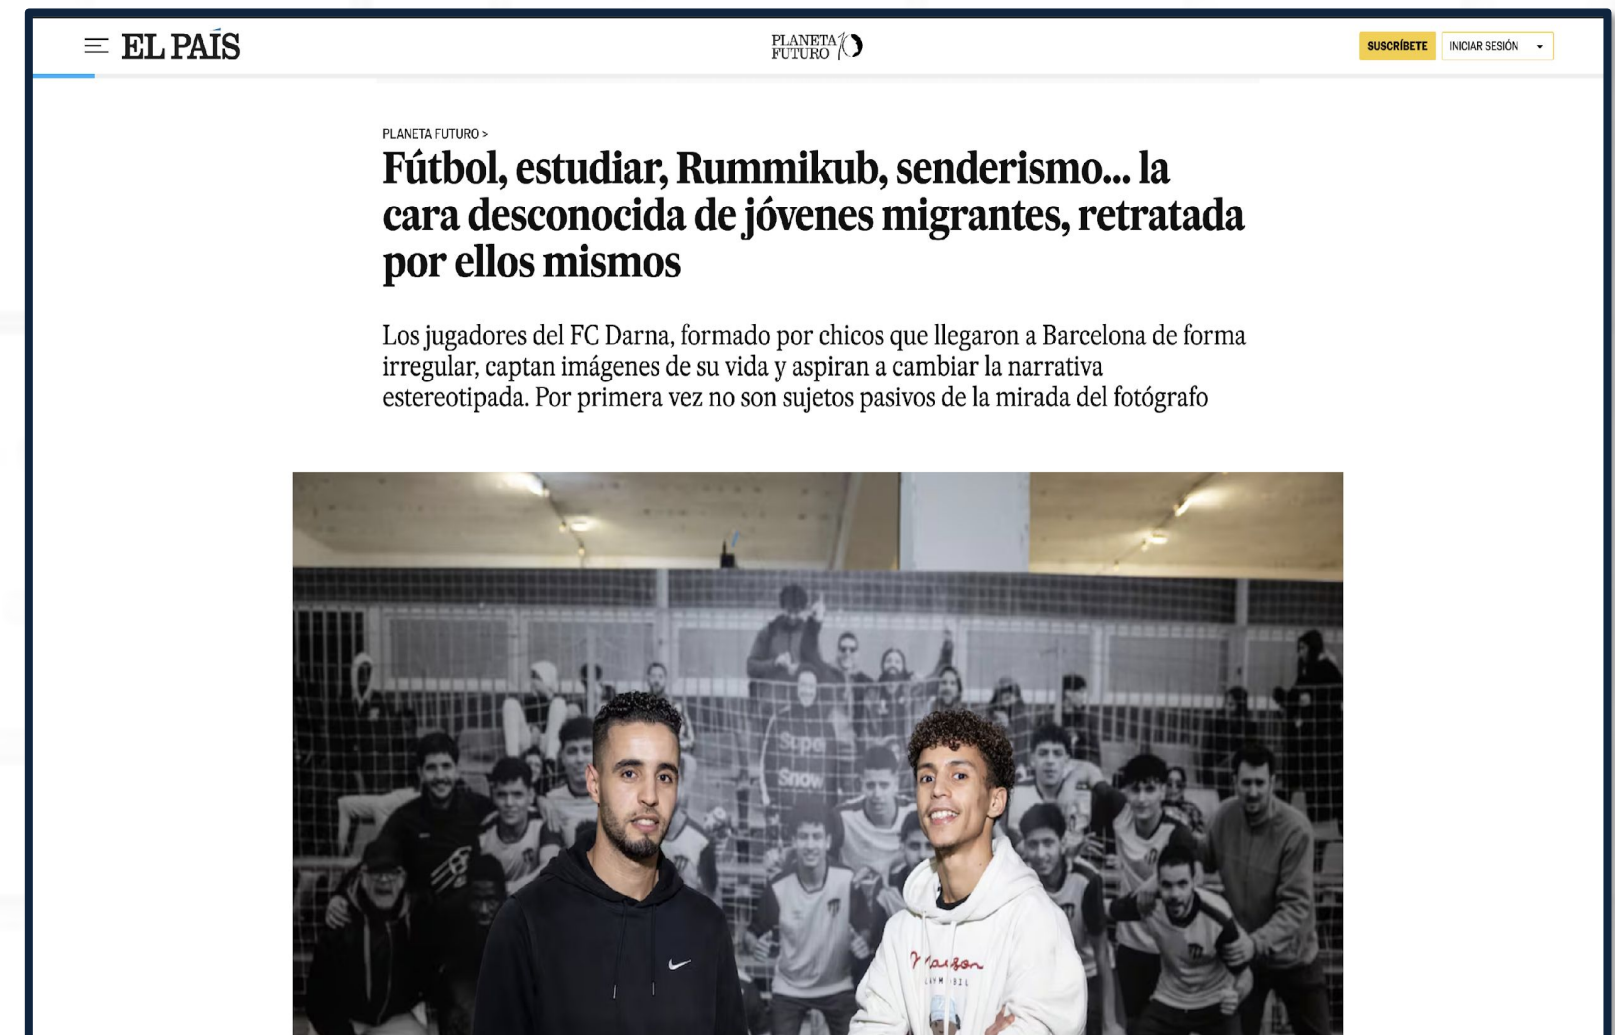 EL PAÍS
PLANETA
FUTURO
SUSCRÍBETE
INICIAR SESIÓN
PLANETA FUTURO >
Fútbol, estudiar, Rummikub, senderismo... la
cara desconocida de jóvenes migrantes, retratada
por ellos mismos
Los jugadores del FC Darna, formado por chicos que llegaron a Barcelona de forma
irregular, captan imágenes de su vida y aspiran a cambiar la narrativa
estereotipada. Por primera vez no son sujetos pasivos de la mirada del fotógrafo
Super
Snow
Maison